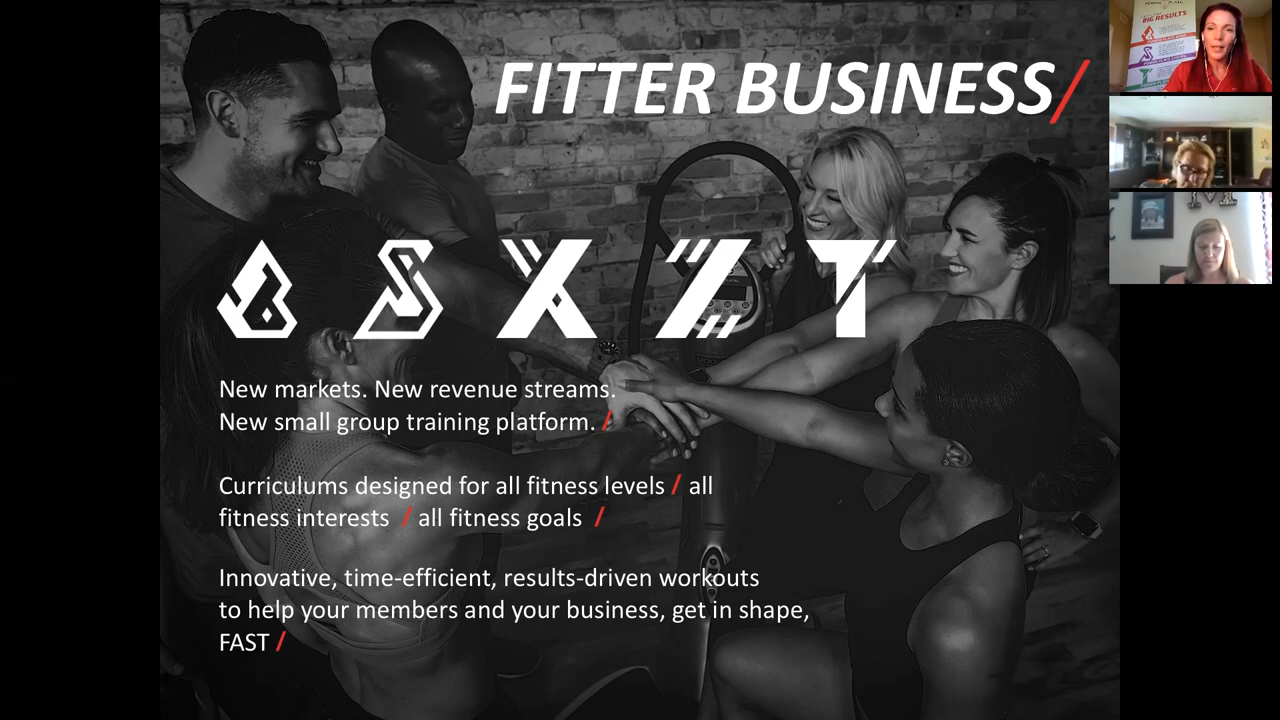 FITTER BUSINESS/
S X Z T
New markets. New revenue streams.
New small group training platform. /
Curriculums designed for all fitness levels / all
fitness interests / all fitness goals /
Innovative, time-efficient, results-driven workouts
to help your members and your business, get in shape,
FAST /
BIG RESULTS